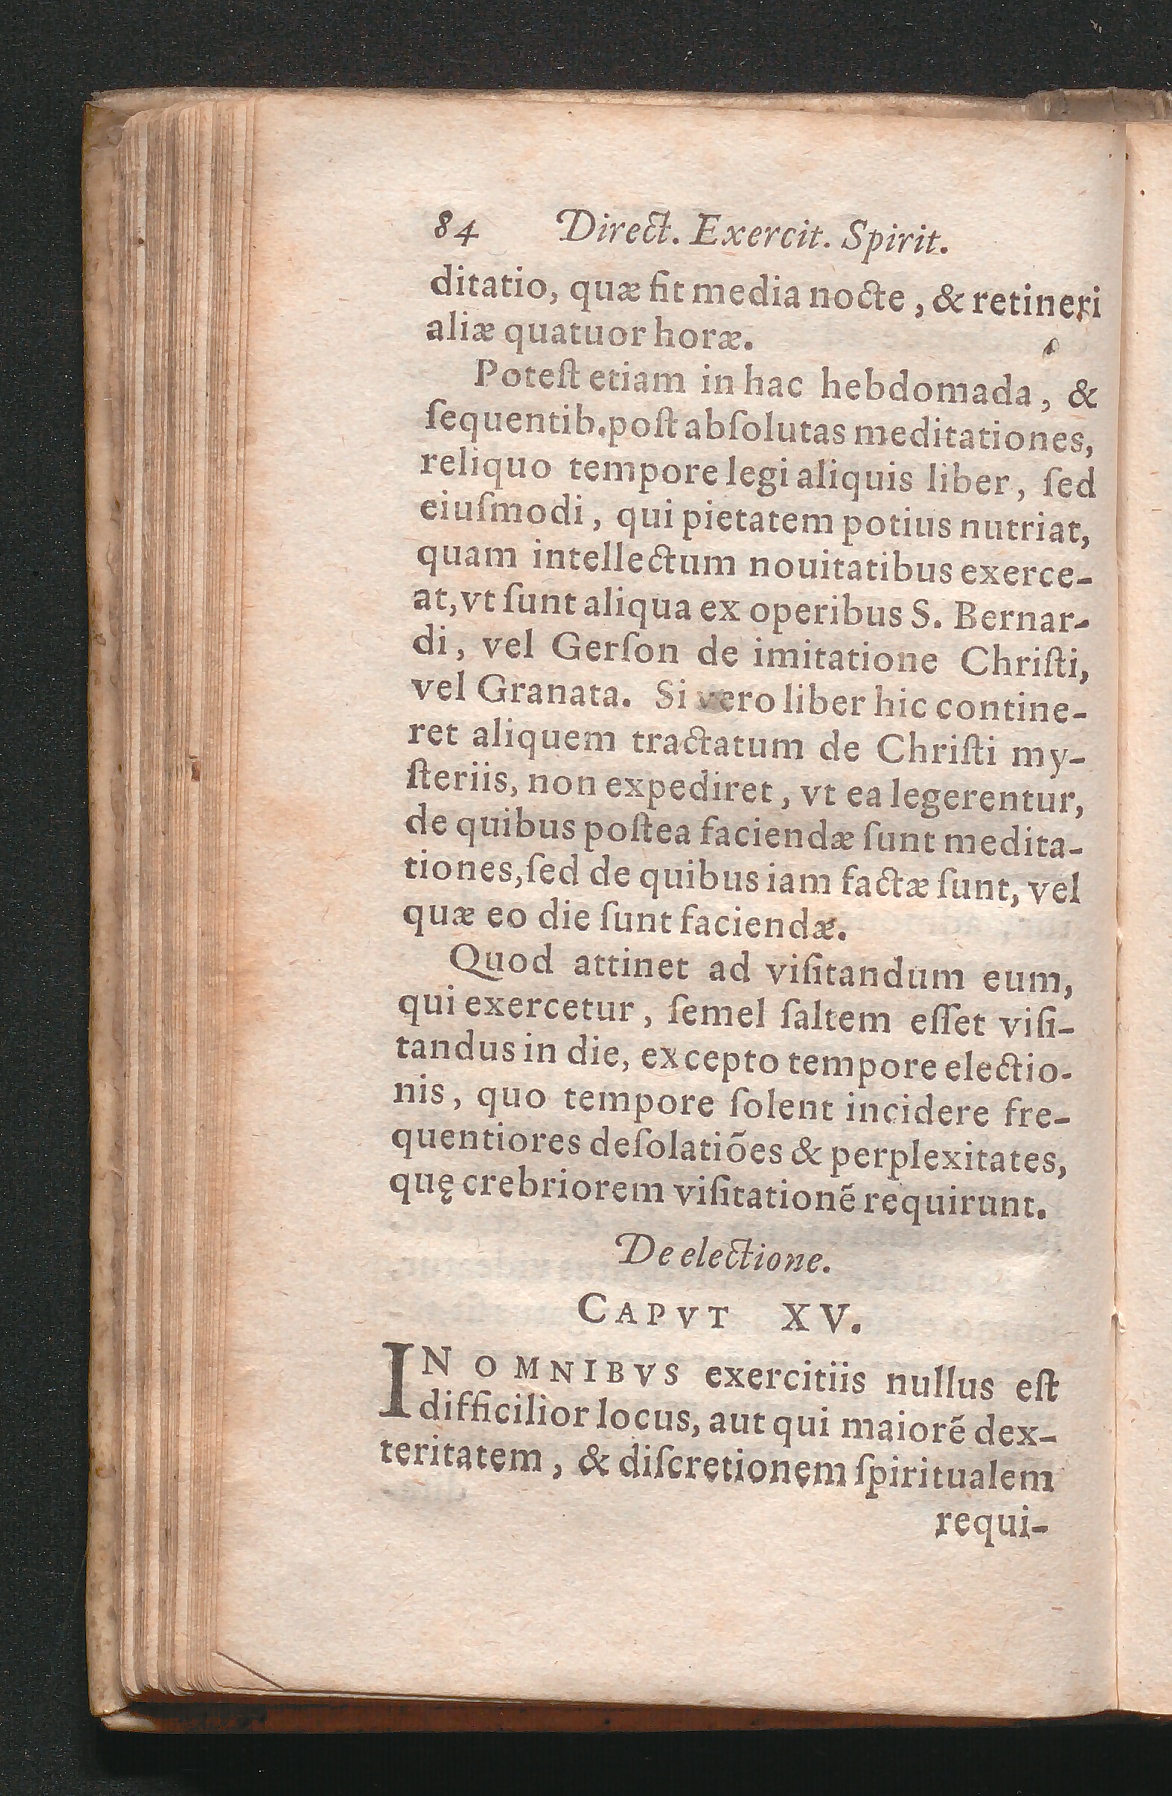 84 Direct. Exercit. Spirit.
ditatio, quæ fit media nocte, & retineri
aliæ quatuor horæ.
Poteſt etiam in hac hebdomada, &
ſequentib. poſt abſolutas meditationes,
reliquo tempore legi aliquis liber, ſed
eiuſmodi, qui pietatem potius nutriat,
quam intellectum nouitatibus exerce-
at, vt ſunt aliqua ex operibus S. Bernar-
di, vel Gerſon de imitatione Chriſti,
vel Granata. Si vero liber hic contine-
ret aliquem tractatum de Chriſti my-
ſteriis, non expediret, vt ea legerentur,
de quibus poſtea faciendæ ſunt medita-
tiones, ſed de quibus iam factæ ſunt, vel
quæ eo die ſunt faciendæ.
Quod attinet ad viſitandum eum,
qui exercetur, ſemel ſaltem eſſet viſi-
tandus in die, excepto tempore electio-
nis, quo tempore ſolent incidere fre-
quentiores deſolatiões & perplexitates,
quę crebriorem viſitationẽ requirunt.
De electione.
CAPVT XV.
IN OMNIBVS exercitiis nullus eſt
difficilior locus, aut qui maiorẽ dex-
teritatem, & diſcretionem ſpiritualem
requi-